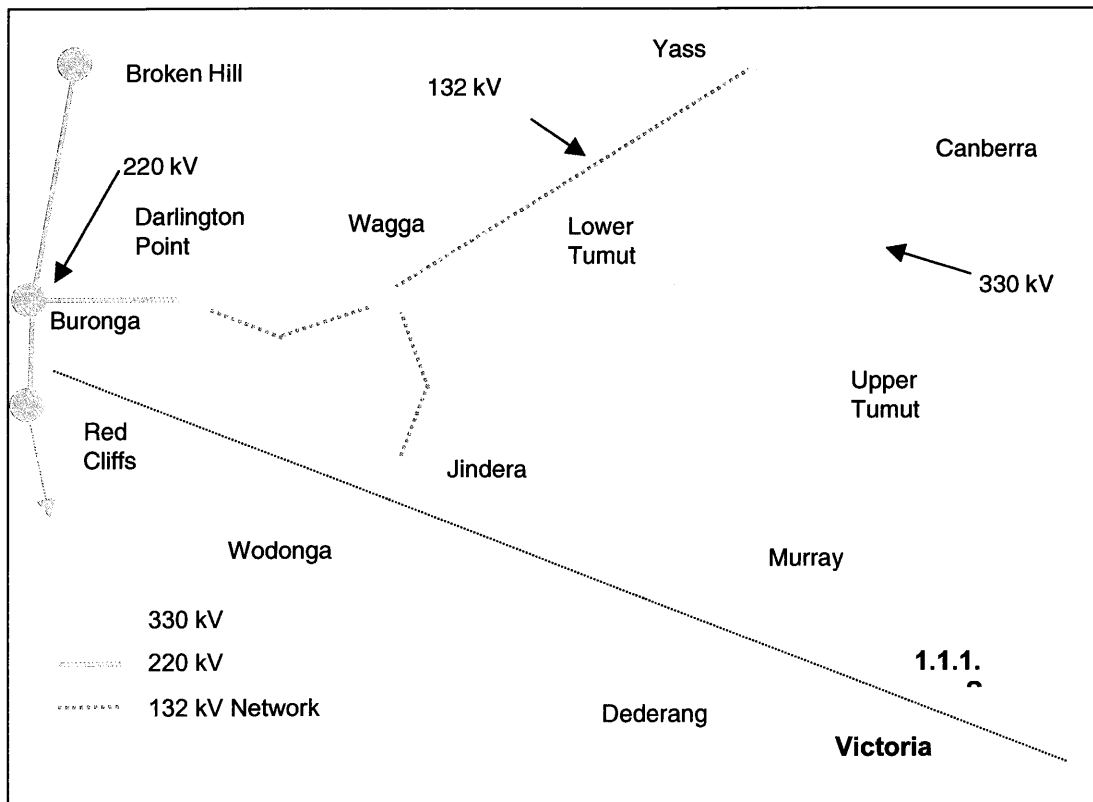 Yass
Broken Hill
132 kV
Canberra
220 kV
Darlington
Point
Wagga
Lower
Tumut
330 kV
Buronga
Upper
Tumut
Red
Cliffs
Jindera
Wodonga
Murray
330 kV
220 kV
1.1.1.
132 kV Network
Dederang
Victoria